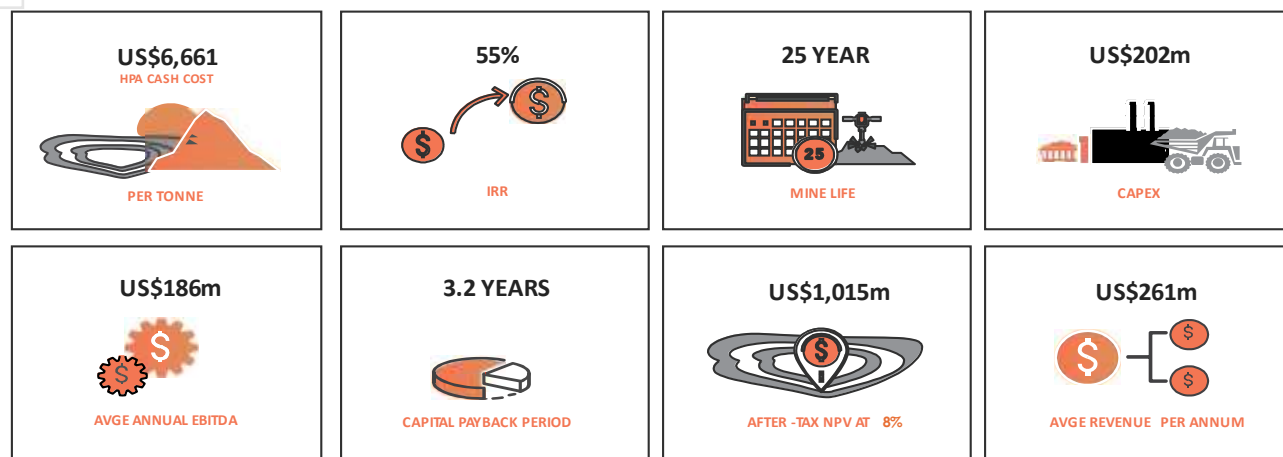 US$6,661
HPA CASH COST
PER TONNE
55%
IRR
25 YEAR
25
MINE LIFE
US$202m
CAPEX
US$186m
$
$
AVGE ANNUAL EBITDA
3.2 YEARS
CAPITAL PAYBACK PERIOD
US$1,015m
$
AFTER -TAX NPV AT 8%
US$261m
$
$
$
AVGE REVENUE PER ANNUM